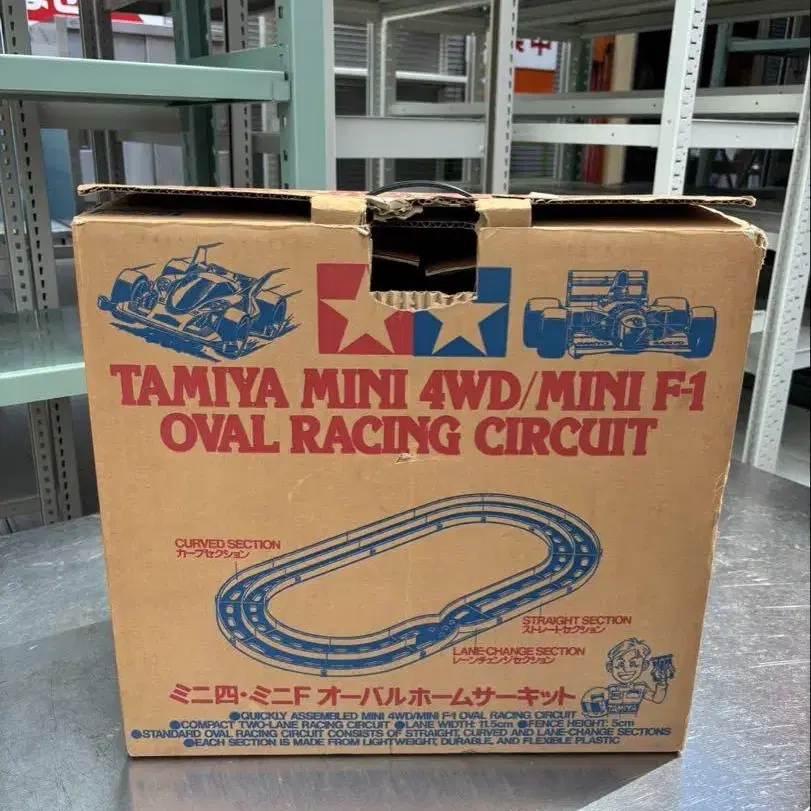 TAMIYA MINI 4WD/MINI F-1
OVAL RACING CIRCUIT
CURVED SECTION
カーブセクション
STRAIGHT SECTION
ストレートセクション
LANE-CHANGE SECTION
レーンチェンジセクション
ミニ四・ミニF オーバルホームサーキット
TAMIYA
●QUICKLY ASSEMBLED MINI 4WD/MINI F-1 OVAL RACING CIRCUIT
●COMPACT TWO-LANE RACING CIRCUIT ●LANE WIDTH: 11.5cm ●FENCE HEIGHT: 5cm
●STANDARD OVAL RACING CIRCUIT CONSISTS OF STRAIGHT, CURVED AND LANE-CHANGE SECTIONS
●EACH SECTION IS MADE FROM LIGHTWEIGHT, DURABLE, AND FLEXIBLE PLASTIC